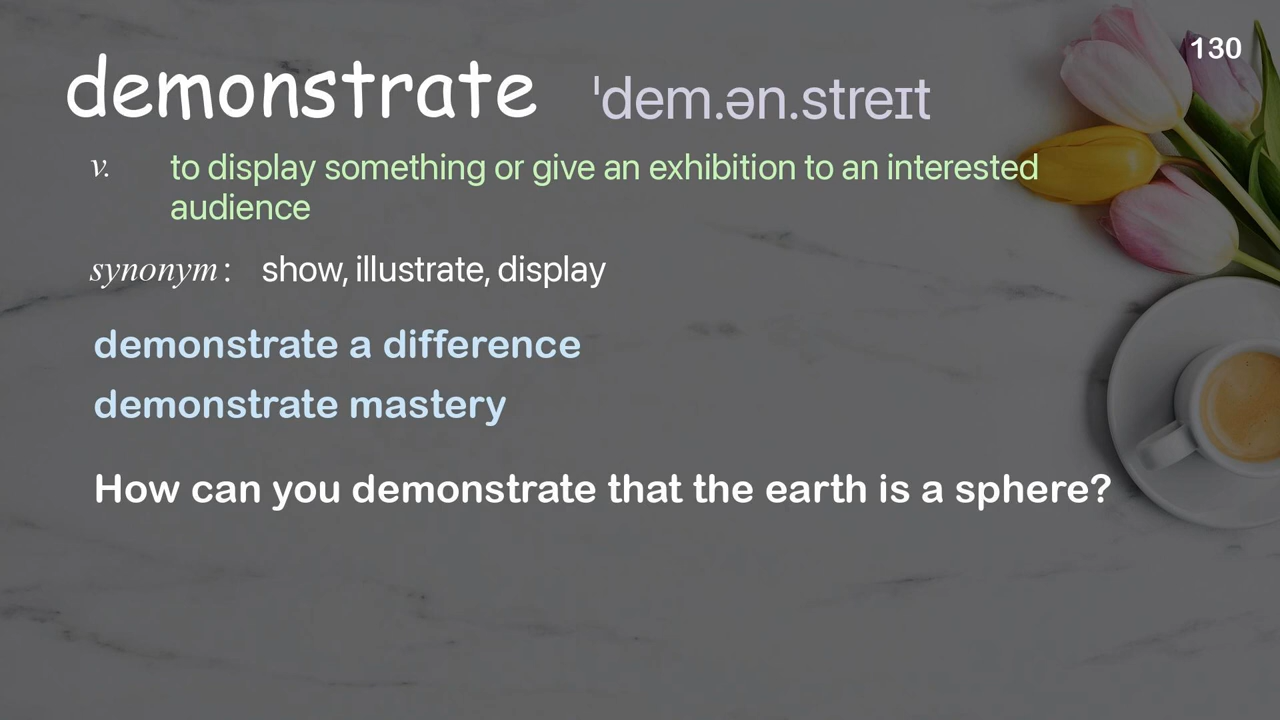 130
demonstrate ˈdem.ən.streɪt
v. to display something or give an exhibition to an interested
audience
synonym: show, illustrate, display
demonstrate a difference
demonstrate mastery
How can you demonstrate that the earth is a sphere?